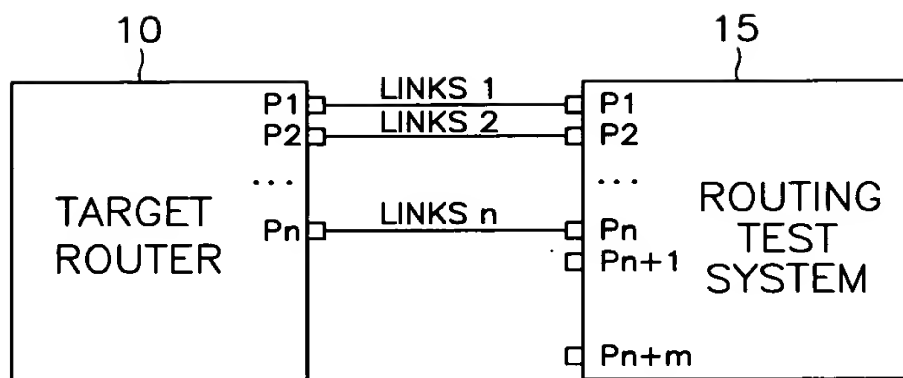 10
15
P1
LINKS 1
P1
P2
LINKS 2
P2
...
...
TARGET
ROUTER
Pn
LINKS n
Pn
Pn+1
Pn+m
ROUTING
TEST
SYSTEM